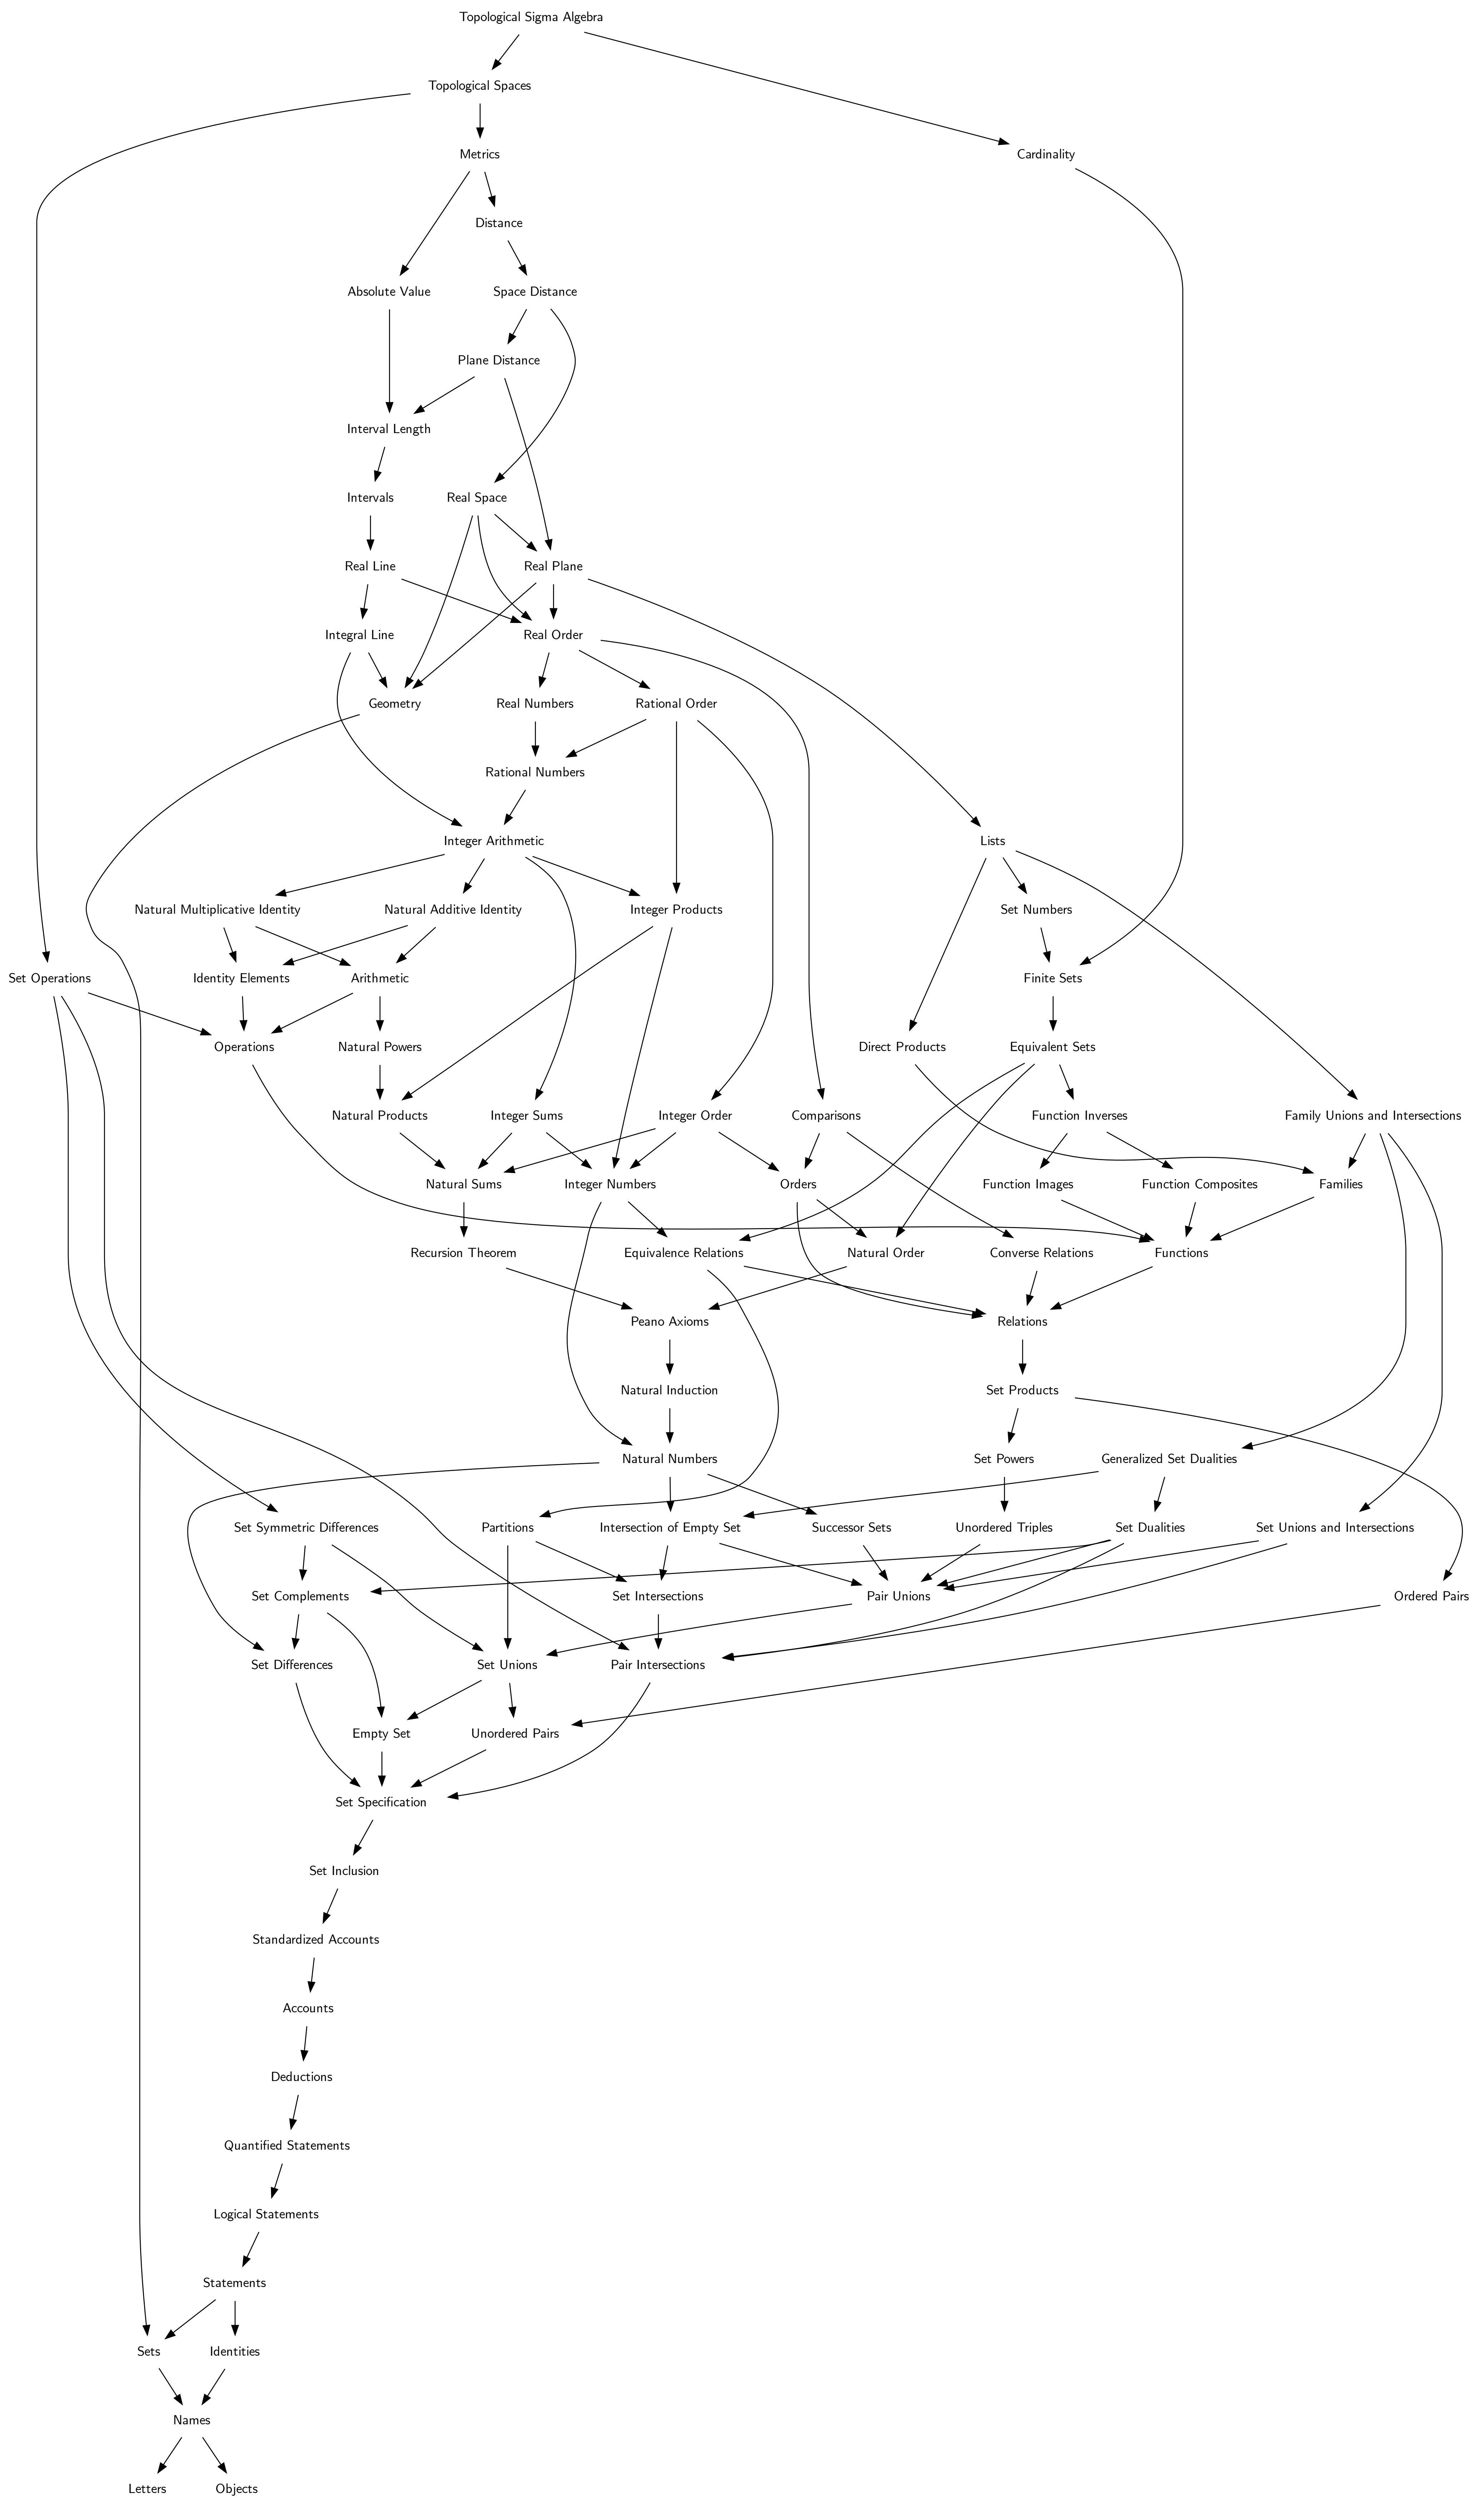 Topological Sigma Algebra
Topological Spaces
Metrics
Cardinality
Distance
Absolute Value
Space Distance
Plane Distance
Interval Length
Intervals
Real Space
Real Line
Real Plane
Integral Line
Real Order
Geometry
Real Numbers
Rational Order
Rational Numbers
Integer Arithmetic
Lists
Natural Multiplicative Identity
Natural Additive Identity
Integer Products
Set Numbers
Set Operations
Identity Elements
Arithmetic
Finite Sets
Operations
Natural Powers
Direct Products
Equivalent Sets
Natural Products
Integer Sums
Integer Order
Comparisons
Function Inverses
Family Unions and Intersections
Natural Sums
Integer Numbers
Orders
Function Images
Function Composites
Families
Recursion Theorem
Equivalence Relations
Natural Order
Converse Relations
Functions
Peano Axioms
Relations
Natural Induction
Set Products
Natural Numbers
Set Powers
Generalized Set Dualities
Set Symmetric Differences
Partitions
Intersection of Empty Set
Successor Sets
Unordered Triples
Set Dualities
Set Unions and Intersections
Set Complements
Set Intersections
Pair Unions
Ordered Pairs
Set Differences
Set Unions
Pair Intersections
Empty Set
Unordered Pairs
Set Specification
Set Inclusion
Standardized Accounts
Accounts
Deductions
Quantified Statements
Logical Statements
Statements
Sets
Identities
Names
Letters
Objects